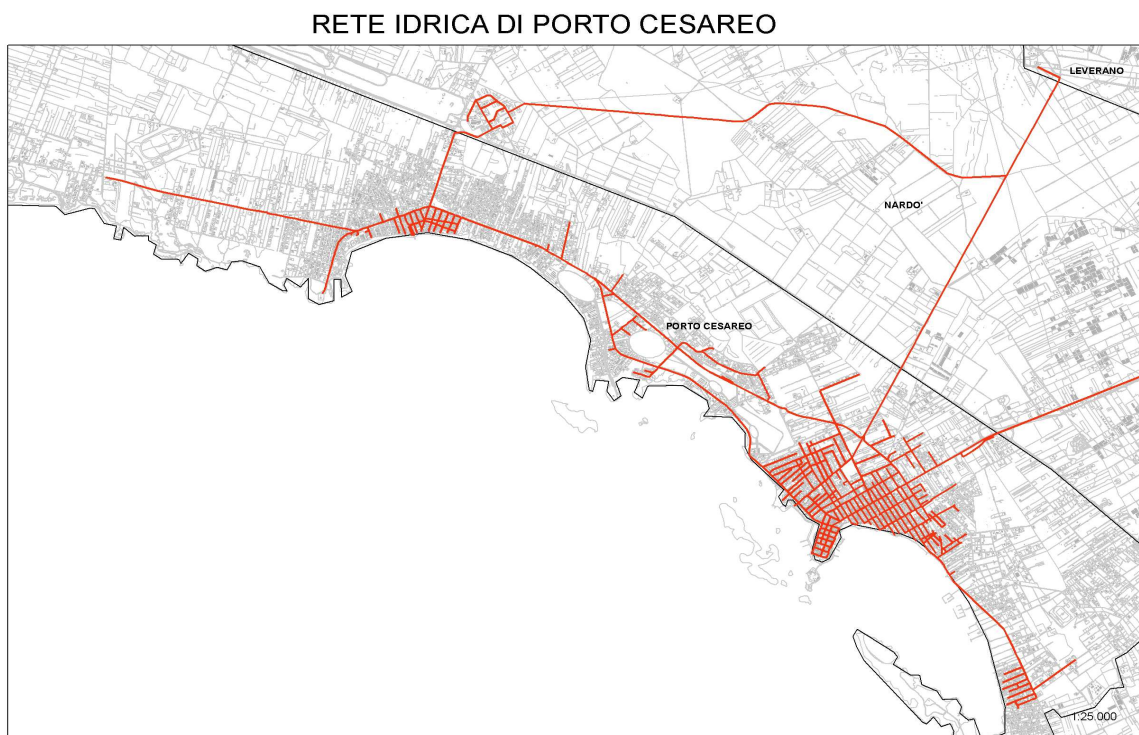 RETE IDRICA DI PORTO CESAREO
LEVERANO
NARDO'
PORTO CESAREO
1:25.000